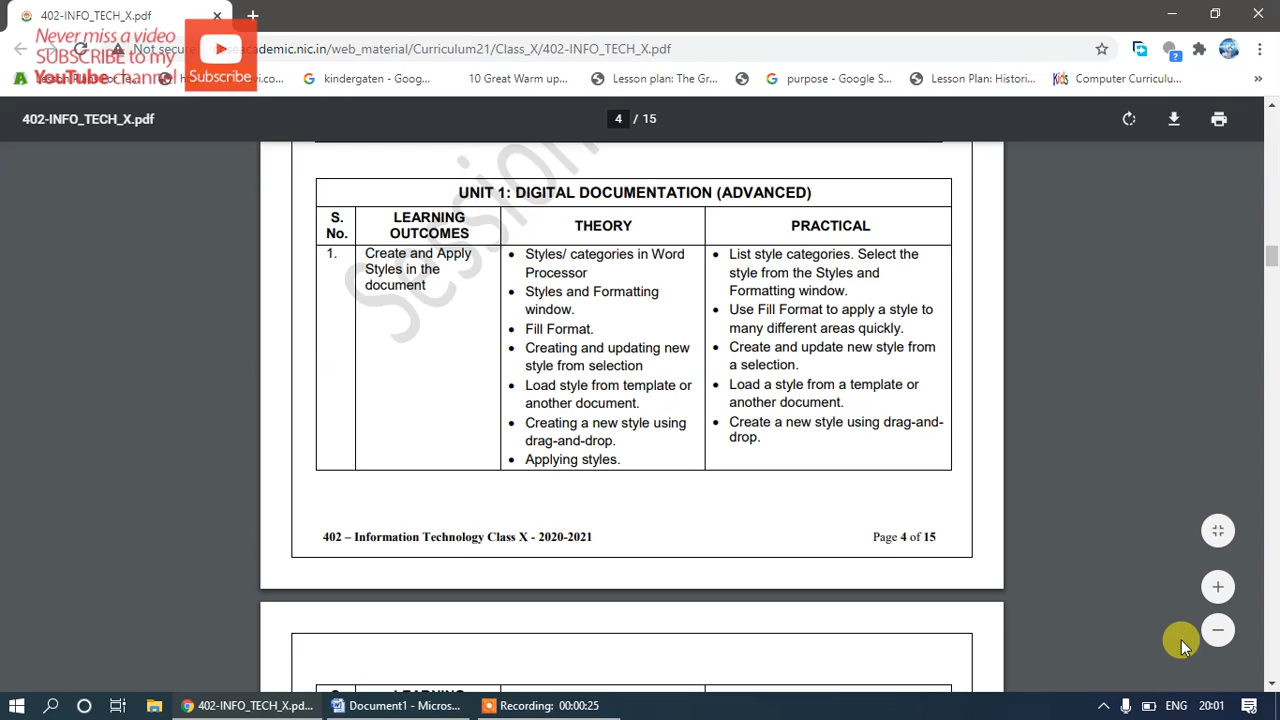 402-INFO_TECH_X.pdf
Never miss a video
SUBSCRIBE to my
YouTube channel
Subscribe
Not secure
academic.nic.in/web_material/Curriculum21/Class_X/402-INFO_TECH_X.pdf
kindergaten - Goog...
10 Great Warm up...
Lesson plan: The Gr...
purpose - Google S...
Lesson Plan: Histori...
Kids Computer Curriculu...
402-INFO_TECH_X.pdf
4 / 15
Session
UNIT 1: DIGITAL DOCUMENTATION (ADVANCED)
S. No.
LEARNING OUTCOMES
THEORY
PRACTICAL
1.
Create and Apply
Styles in the
document
• Styles/ categories in Word
Processor
• Styles and Formatting
window.
• Fill Format.
• Creating and updating new
style from selection
• Load style from template or
another document.
• Creating a new style using
drag-and-drop.
• Applying styles.
• List style categories. Select the
style from the Styles and
Formatting window.
• Use Fill Format to apply a style to
many different areas quickly.
• Create and update new style from
a selection.
• Load a style from a template or
another document.
• Create a new style using drag-and-
drop.
402 – Information Technology Class X - 2020-2021
Page 4 of 15
S. LEARNING
402-INFO_TECH_X.pd...
Document1 - Micros...
Recording: 00:00:25
ENG
20:01